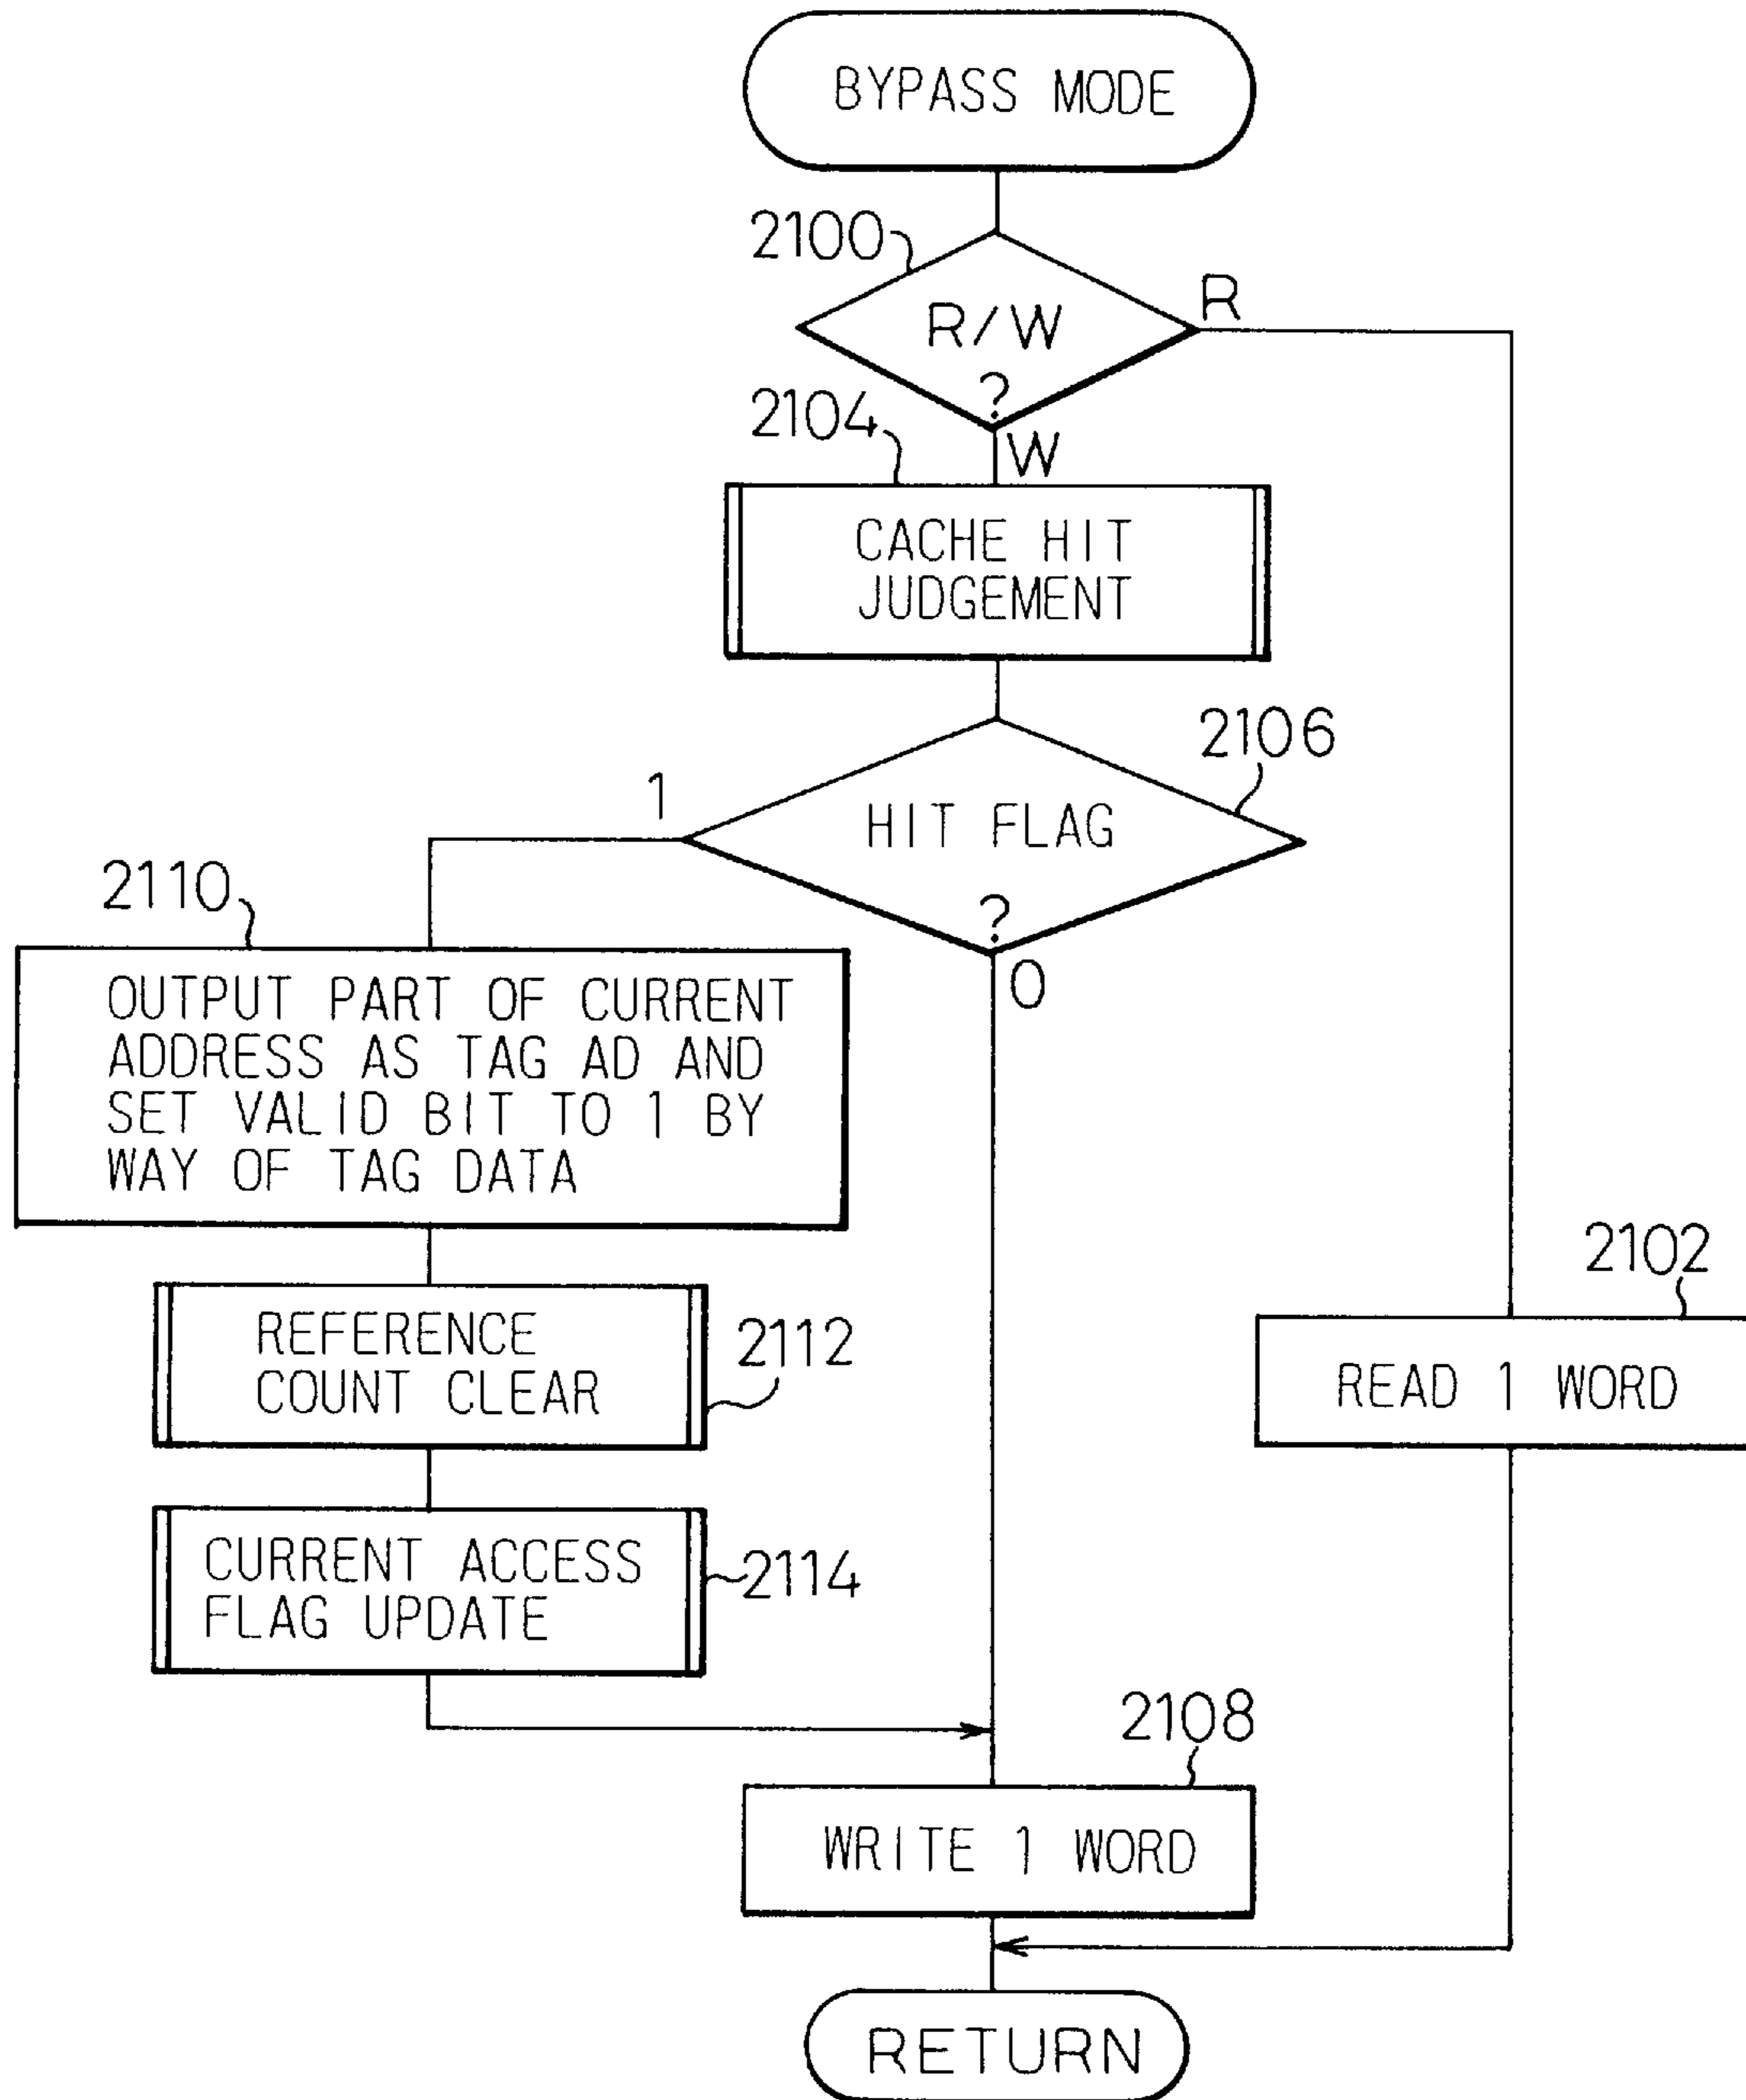 BYPASS MODE
2100
R/W
?
R
W
2104
CACHE HIT
JUDGEMENT
2106
HIT FLAG
?
1
0
2110
OUTPUT PART OF CURRENT
ADDRESS AS TAG AD AND
SET VALID BIT TO 1 BY
WAY OF TAG DATA
REFERENCE
COUNT CLEAR
2112
2102
READ 1 WORD
CURRENT ACCESS
FLAG UPDATE
2114
2108
WRITE 1 WORD
RETURN